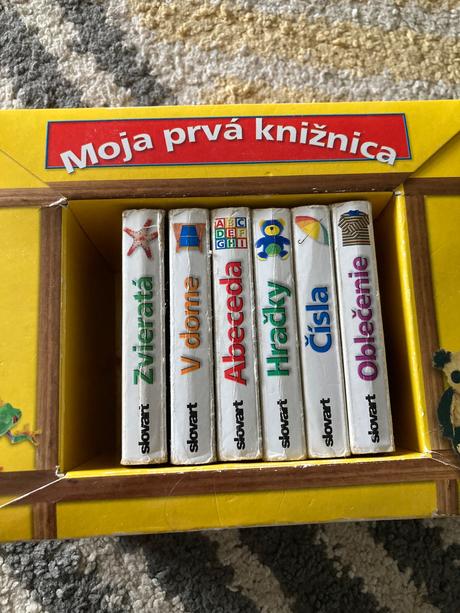 Moja prvá knižnica
Zvieratá
slovart
V dome
slovart
ABC
DEF
GHI
Abeceda
slovart
Hračky
slovart
Čísla
slovart
Oblečenie
slovart